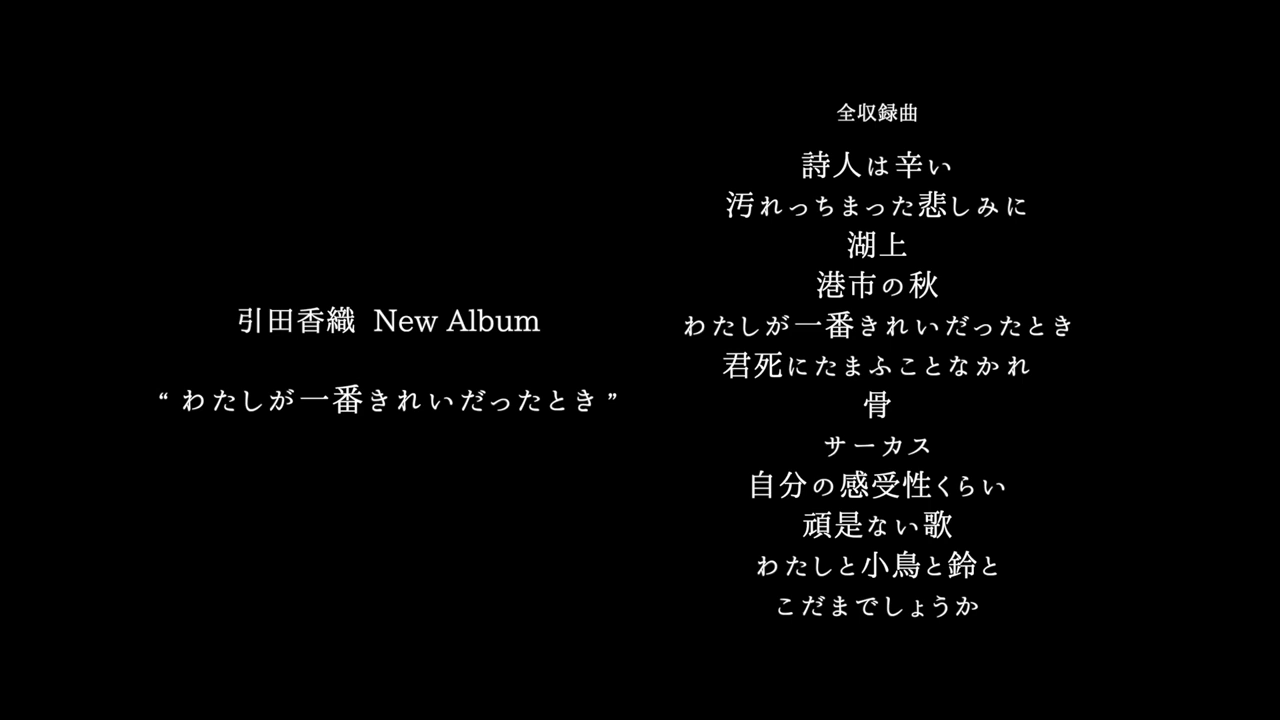 引田香織 New Album
“ わたしが一番きれいだったとき ”
全収録曲
詩人は辛い
汚れっちまった悲しみに
湖上
港市の秋
わたしが一番きれいだったとき
君死にたまふことなかれ
骨
サーカス
自分の感受性くらい
頑是ない歌
わたしと小鳥と鈴と
こだまでしょうか